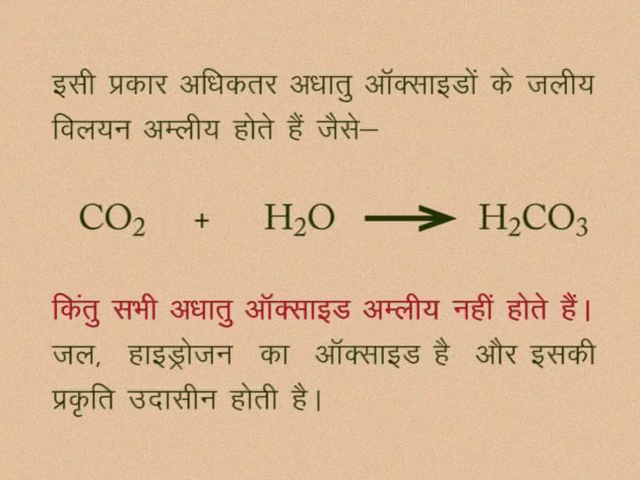 इसी प्रकार अधिकतर अधातु ऑक्साइडों के जलीय
विलयन अम्लीय होते हैं जैसे–
CO₂ + H₂O ⟶ H₂CO₃
किंतु सभी अधातु ऑक्साइड अम्लीय नहीं होते हैं।
जल, हाइड्रोजन का ऑक्साइड है और इसकी
प्रकृति उदासीन होती है।